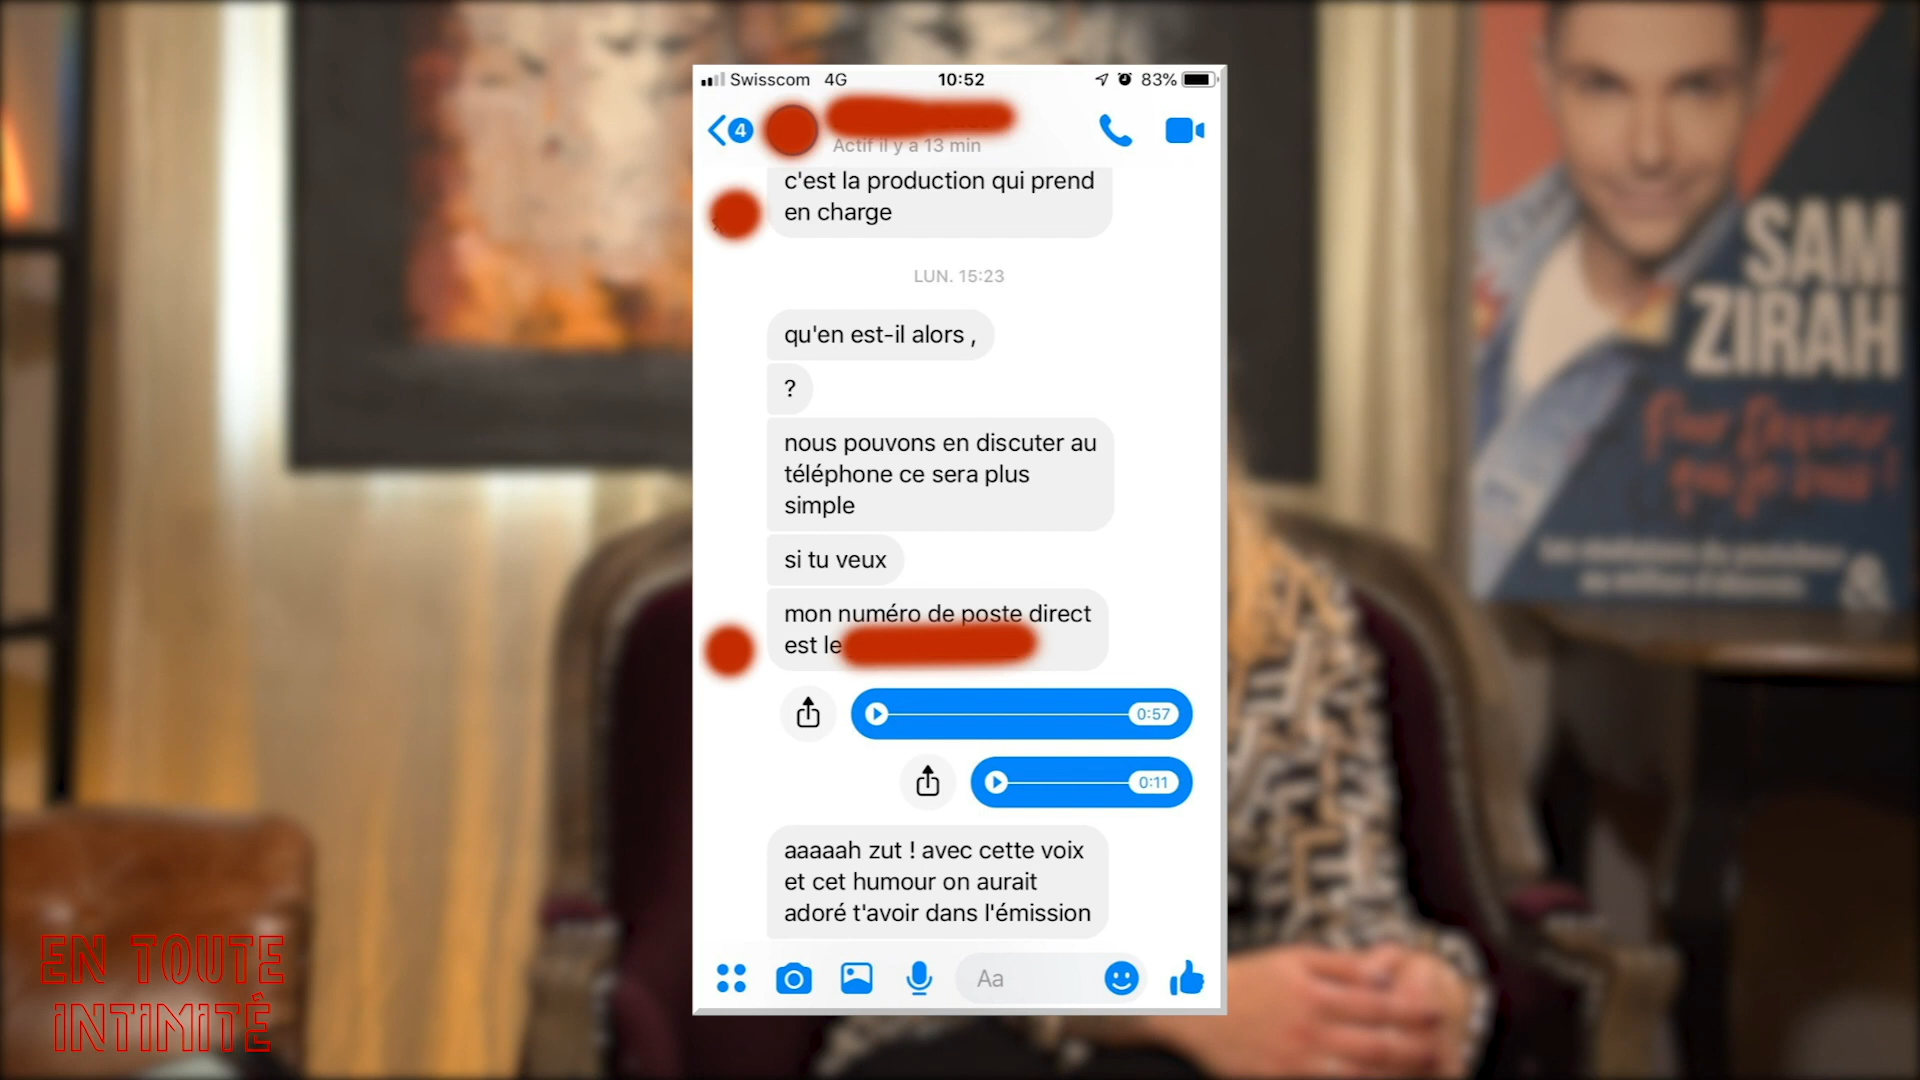 Swisscom 4G 10:52 83%
4
Actif il y a 13 min
c'est la production qui prend
en charge
LUN. 15:23
qu'en est-il alors ,
?
nous pouvons en discuter au
téléphone ce sera plus
simple
si tu veux
mon numéro de poste direct
est le
0:57
0:11
aaaaah zut ! avec cette voix
et cet humour on aurait
adoré t'avoir dans l'émission
Aa
SAM
ZIRAH
EN TOUTE
INTIMITÉ